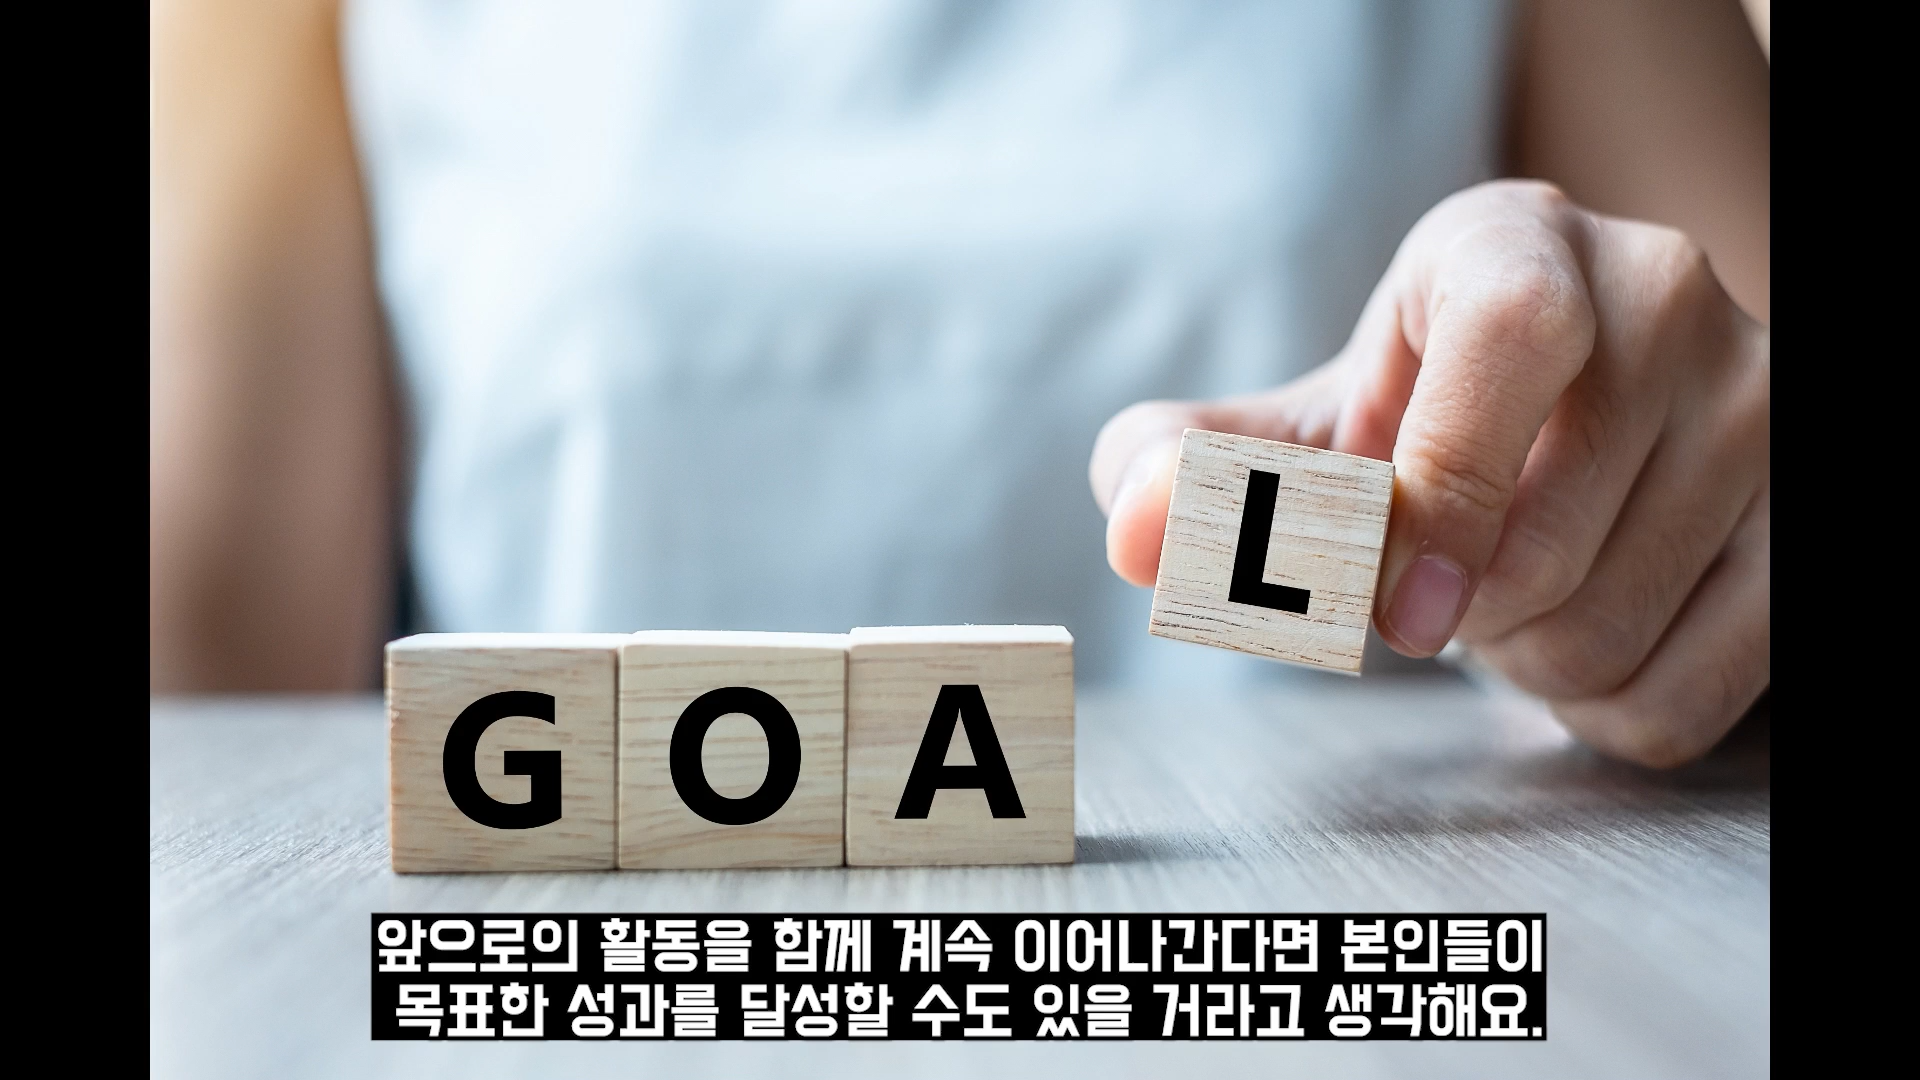 GOAL
앞으로의 활동을 함께 계속 이어나간다면 본인들이
목표한 성과를 달성할 수도 있을 거라고 생각해요.